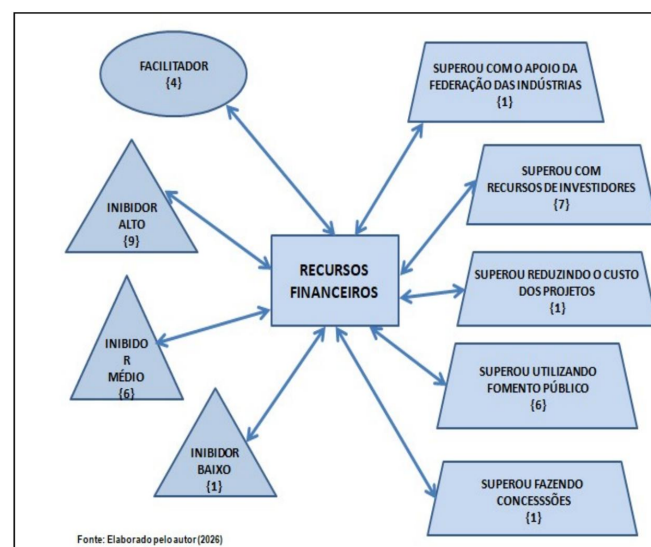 FACILITADOR
{4}
SUPEROU COM O APOIO DA
FEDERAÇÃO DAS INDÚSTRIAS
{1}
SUPEROU COM
RECURSOS DE INVESTIDORES
{7}
INIBIDOR
ALTO
{9}
RECURSOS
FINANCEIROS
SUPEROU REDUZINDO O CUSTO
DOS PROJETOS
{1}
INIBIDO
R
MÉDIO
{6}
SUPEROU UTILIZANDO
FOMENTO PÚBLICO
{6}
INIBIDOR
BAIXO
{1}
SUPEROU FAZENDO
CONCESSSÕES
{1}
Fonte: Elaborado pelo autor (2026)